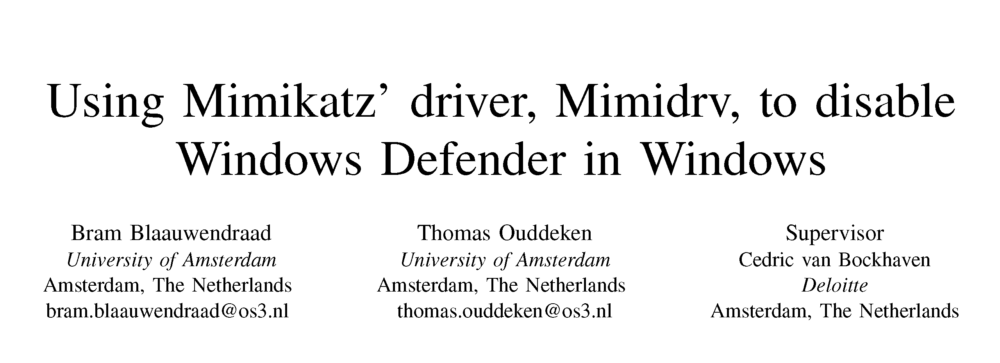 Using Mimikatz’ driver, Mimidrv, to disable
Windows Defender in Windows
Bram Blaauwendraad
University of Amsterdam
Amsterdam, The Netherlands
bram.blaauwendraad@os3.nl
Thomas Ouddeken
University of Amsterdam
Amsterdam, The Netherlands
thomas.ouddeken@os3.nl
Supervisor
Cedric van Bockhaven
Deloitte
Amsterdam, The Netherlands